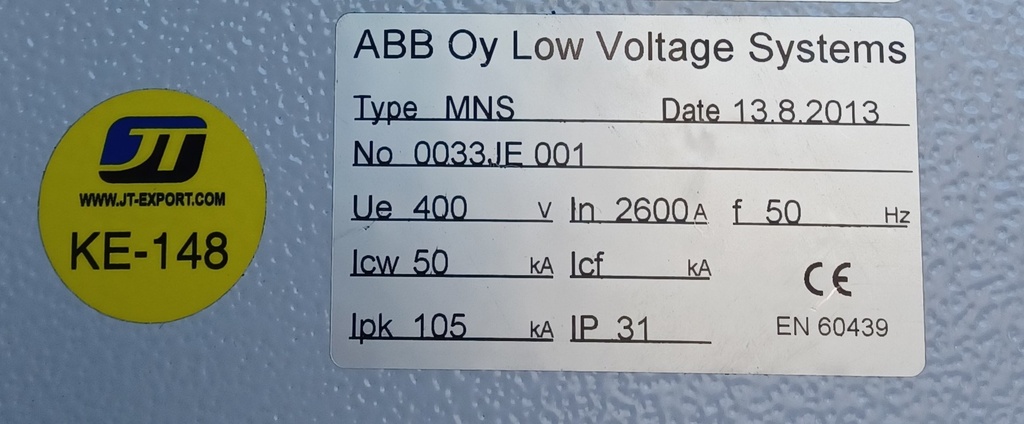 JT
WWW.JT-EXPORT.COM
KE-148
ABB Oy Low Voltage Systems
Type MNS Date 13.8.2013
No 0033JE 001
Ue 400 V In 2600 A f 50 Hz
Icw 50 kA Icf kA
CE
Ipk 105 kA IP 31 EN 60439